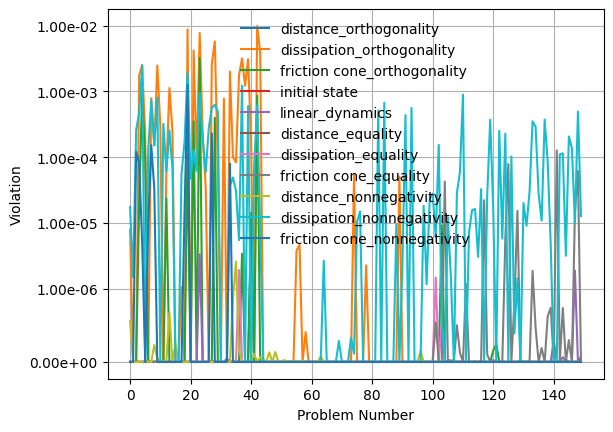 1.00e-02
1.00e-03
1.00e-04
1.00e-05
1.00e-06
0.00e+00
Violation
distance_orthogonality
dissipation_orthogonality
friction cone_orthogonality
initial state
linear_dynamics
distance_equality
dissipation_equality
friction cone_equality
distance_nonnegativity
dissipation_nonnegativity
friction cone_nonnegativity
0 20 40 60 80 100 120 140
Problem Number